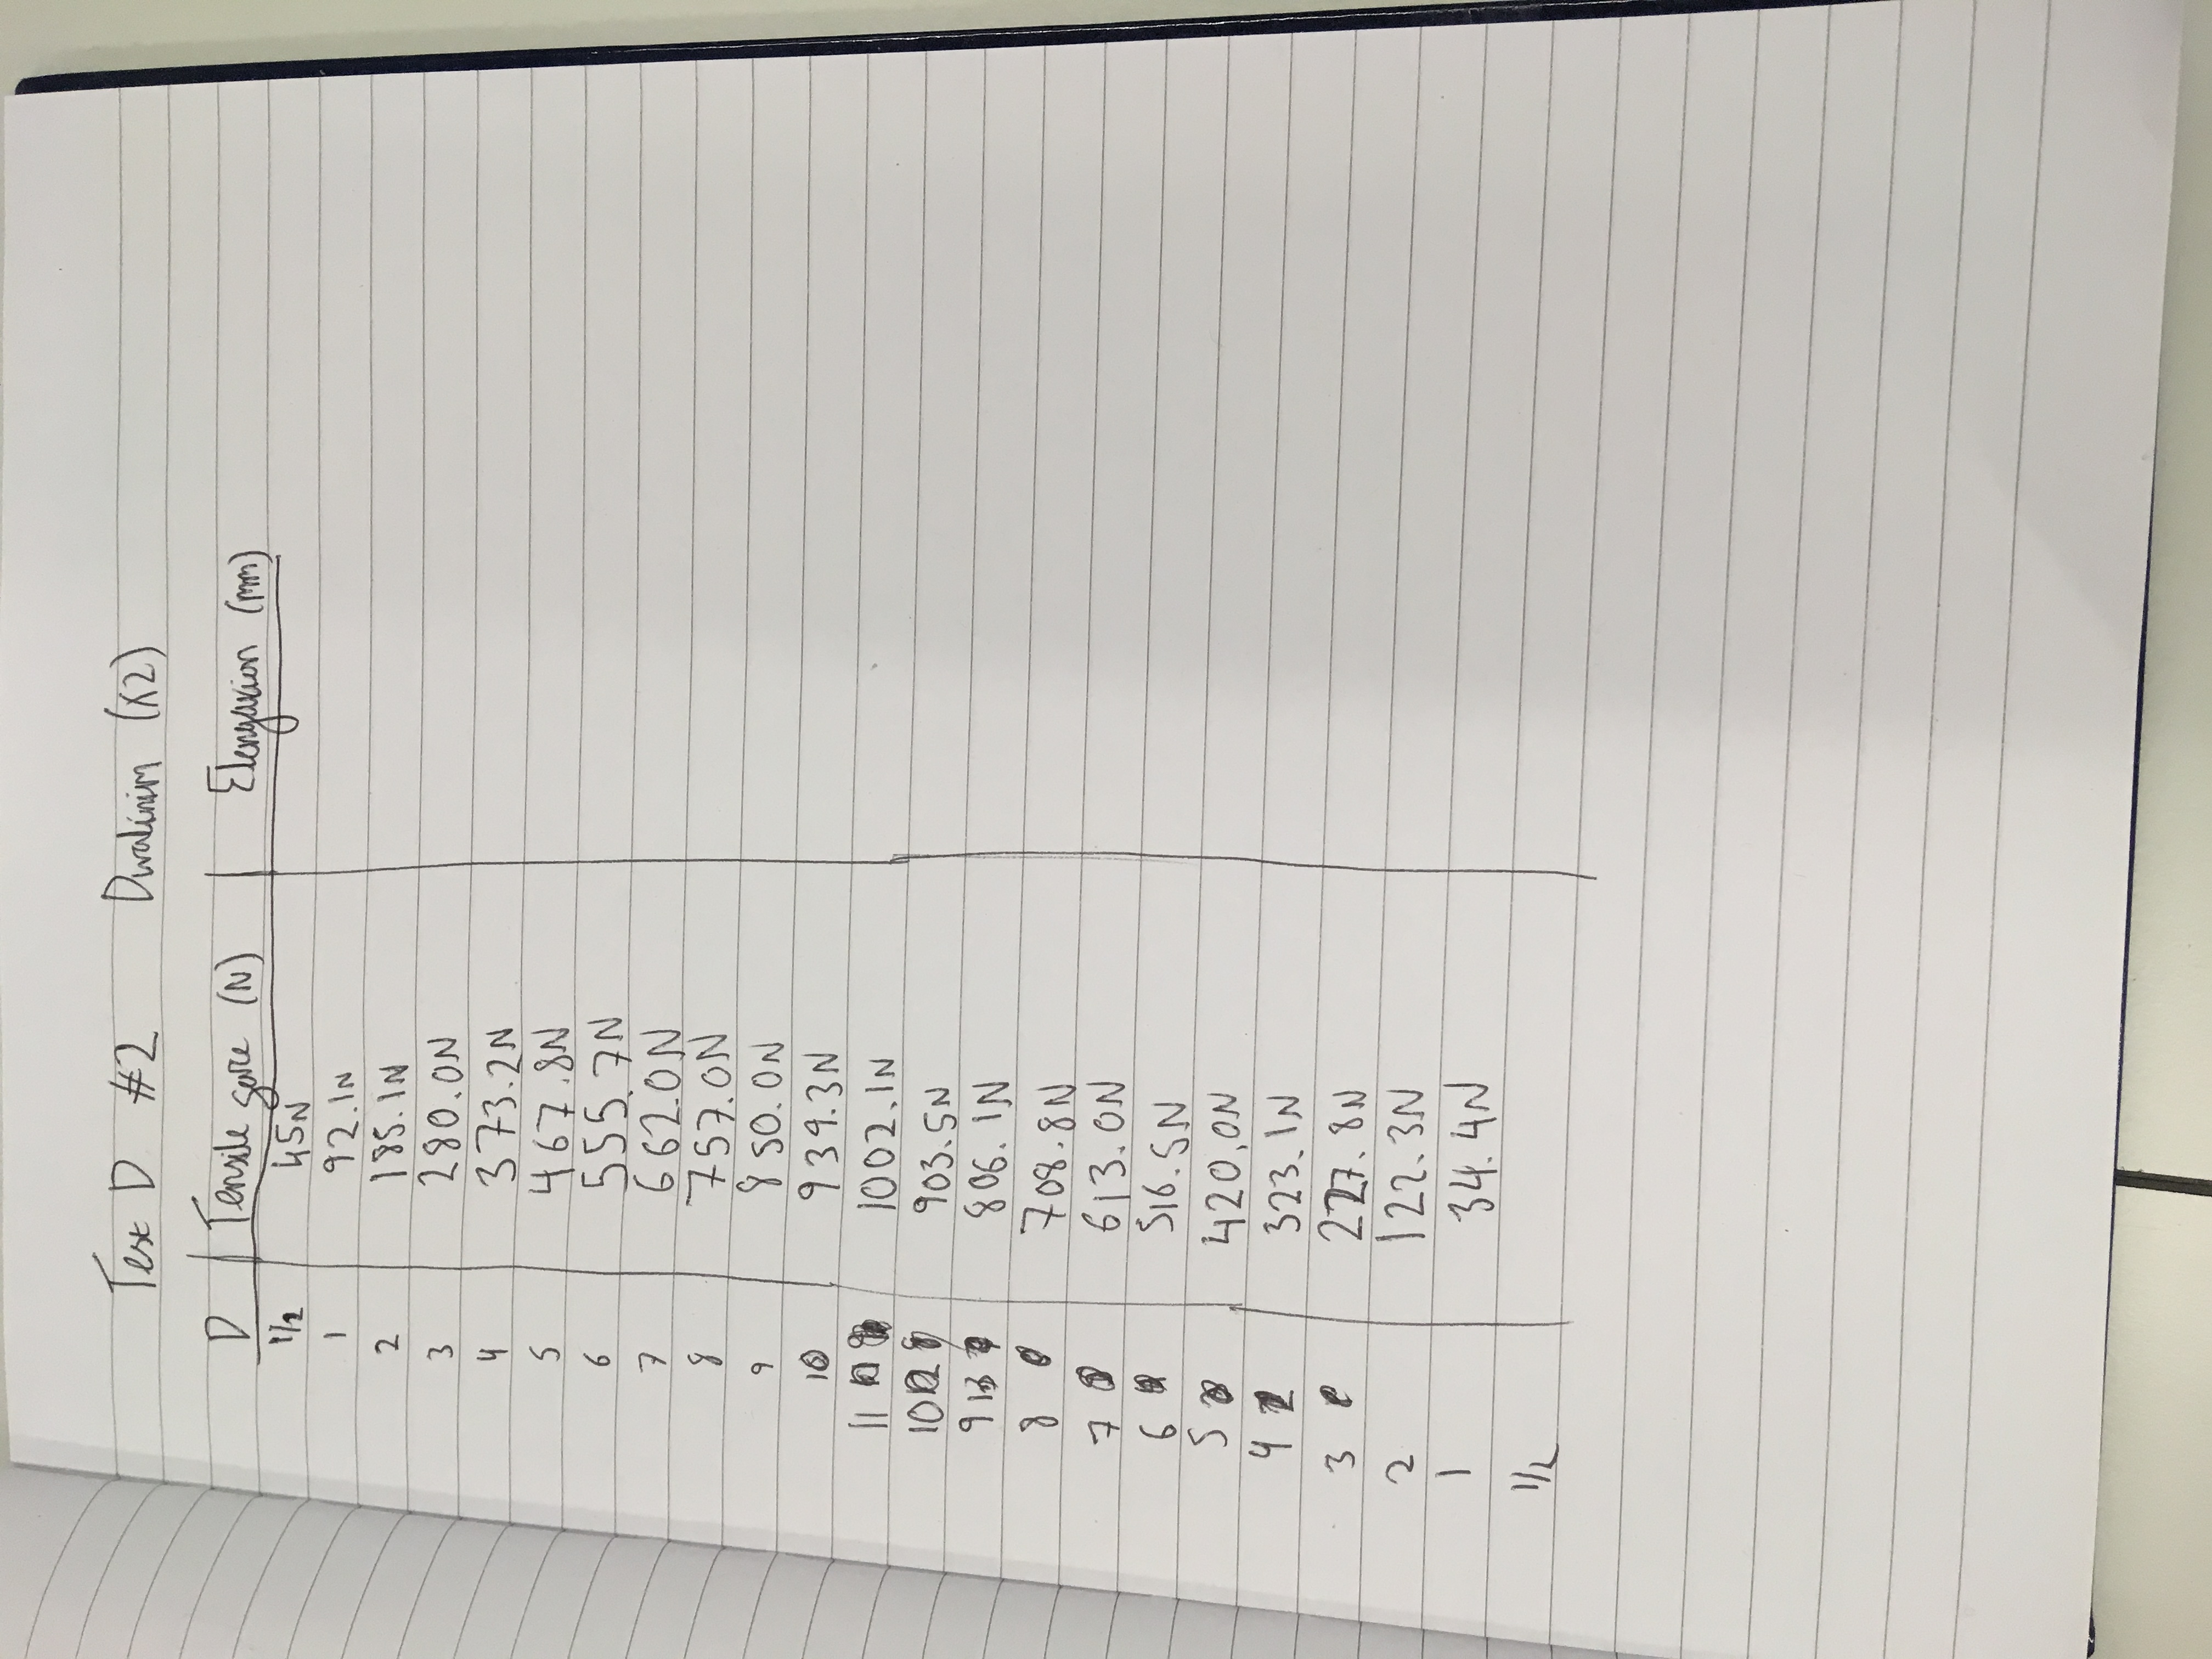 Test D #2 Duralinim (x2)
D Tensile force (N) Elongation (mm)
1/2 45N
1 92.1N
2 185.1N
3 280.0N
4 373.2N
5 467.8N
6 555.7N
7 662.0N
8 757.0N
9 850.0N
10 939.3N
11 1002.1N
10 903.5N
9 806.1N
8 708.8N
7 613.0N
6 516.5N
5 420.0N
4 323.1N
3 227.8N
2 122.3N
1 34.4N
1/2